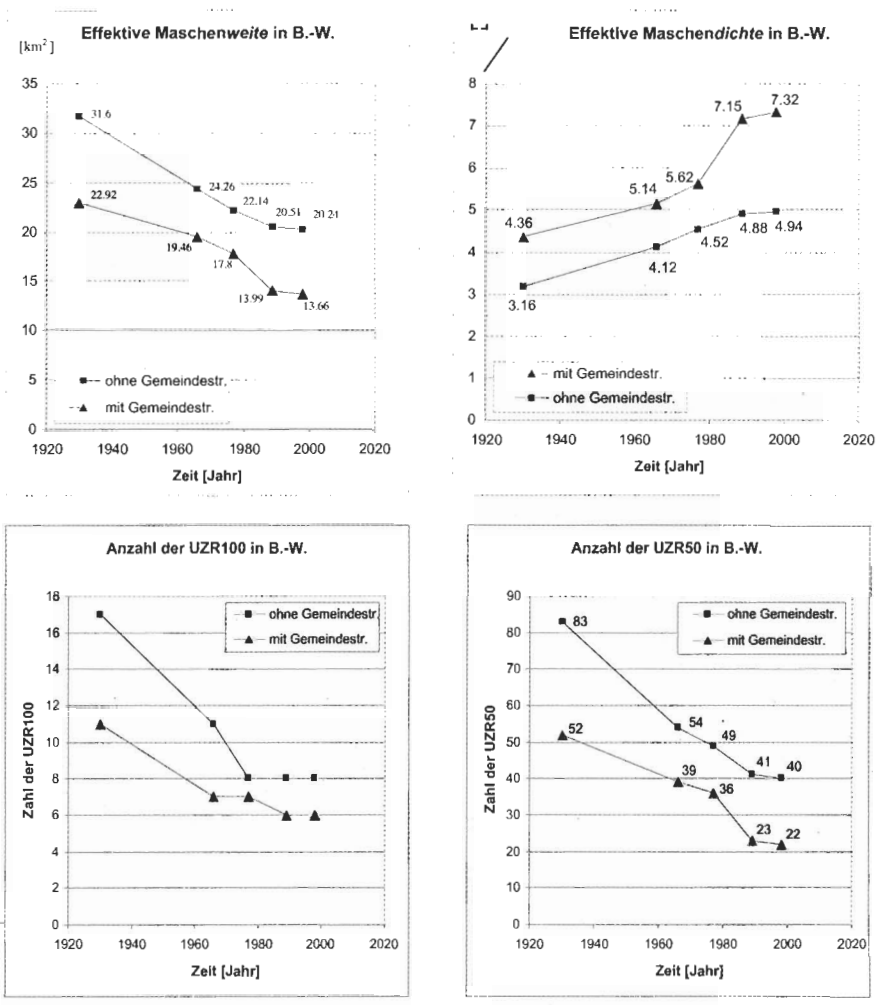 Effektive Maschenweite in B.-W.
[km²]
35
30
25
20
15
10
5
0
31.6
24.26
22.14
20.51
20.21
22.92
19.46
17.8
13.99
13.66
ohne Gemeindestr.
mit Gemeindestr.
1920 1940 1960 1980 2000 2020
Zeit [Jahr]
Effektive Maschendichte in B.-W.
8
7
6
5
4
3
2
1
0
7.15
7.32
5.62
5.14
4.36
4.88
4.94
4.52
4.12
3.16
mit Gemeindestr.
ohne Gemeindestr.
1920 1940 1960 1980 2000 2020
Zeit [Jahr]
Anzahl der UZR100 in B.-W.
Zahl der UZR100
18
16
14
12
10
8
6
4
2
0
ohne Gemeindestr.
mit Gemeindestr.
1920 1940 1960 1980 2000 2020
Zeit [Jahr]
Anzahl der UZR50 in B.-W.
Zahl der UZR50
90
80
70
60
50
40
30
20
10
0
ohne Gemeindestr.
mit Gemeindestr.
83
54
49
41
40
52
39
36
23
22
1920 1940 1960 1980 2000 2020
Zeit [Jahr]